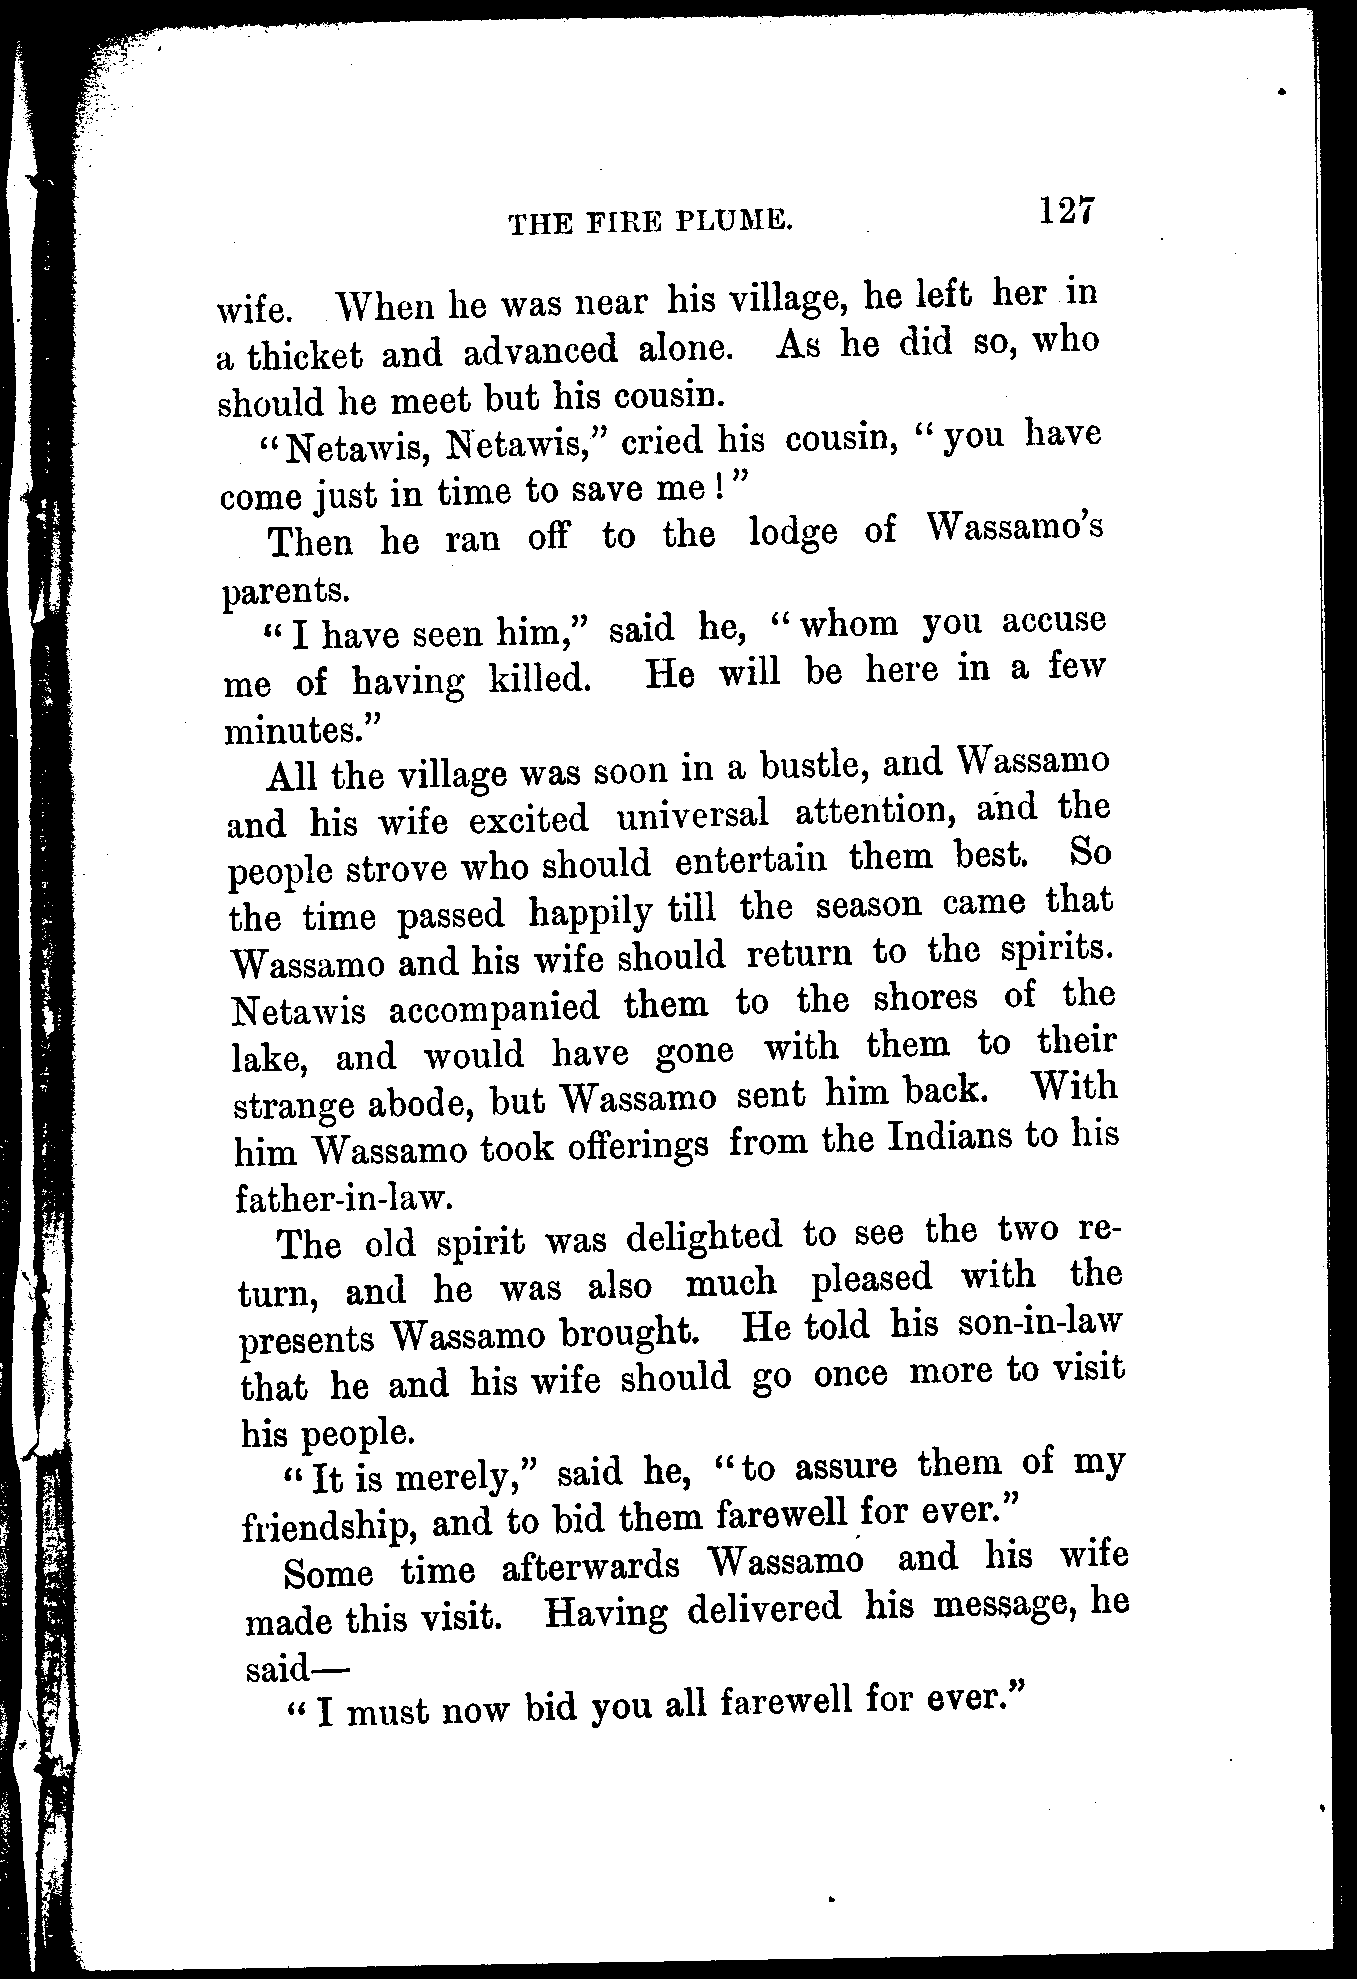 THE FIRE PLUME. 127
wife. When he was near his village, he left her in
a thicket and advanced alone. As he did so, who
should he meet but his cousin.
"Netawis, Netawis," cried his cousin, "you have
come just in time to save me!"
Then he ran off to the lodge of Wassamo's
parents.
"I have seen him," said he, "whom you accuse
me of having killed. He will be here in a few
minutes."
All the village was soon in a bustle, and Wassamo
and his wife excited universal attention, and the
people strove who should entertain them best. So
the time passed happily till the season came that
Wassamo and his wife should return to the spirits.
Netawis accompanied them to the shores of the
lake, and would have gone with them to their
strange abode, but Wassamo sent him back. With
him Wassamo took offerings from the Indians to his
father-in-law.
The old spirit was delighted to see the two re-
turn, and he was also much pleased with the
presents Wassamo brought. He told his son-in-law
that he and his wife should go once more to visit
his people.
"It is merely," said he, "to assure them of my
friendship, and to bid them farewell for ever."
Some time afterwards Wassamo and his wife
made this visit. Having delivered his message, he
said—
"I must now bid you all farewell for ever."